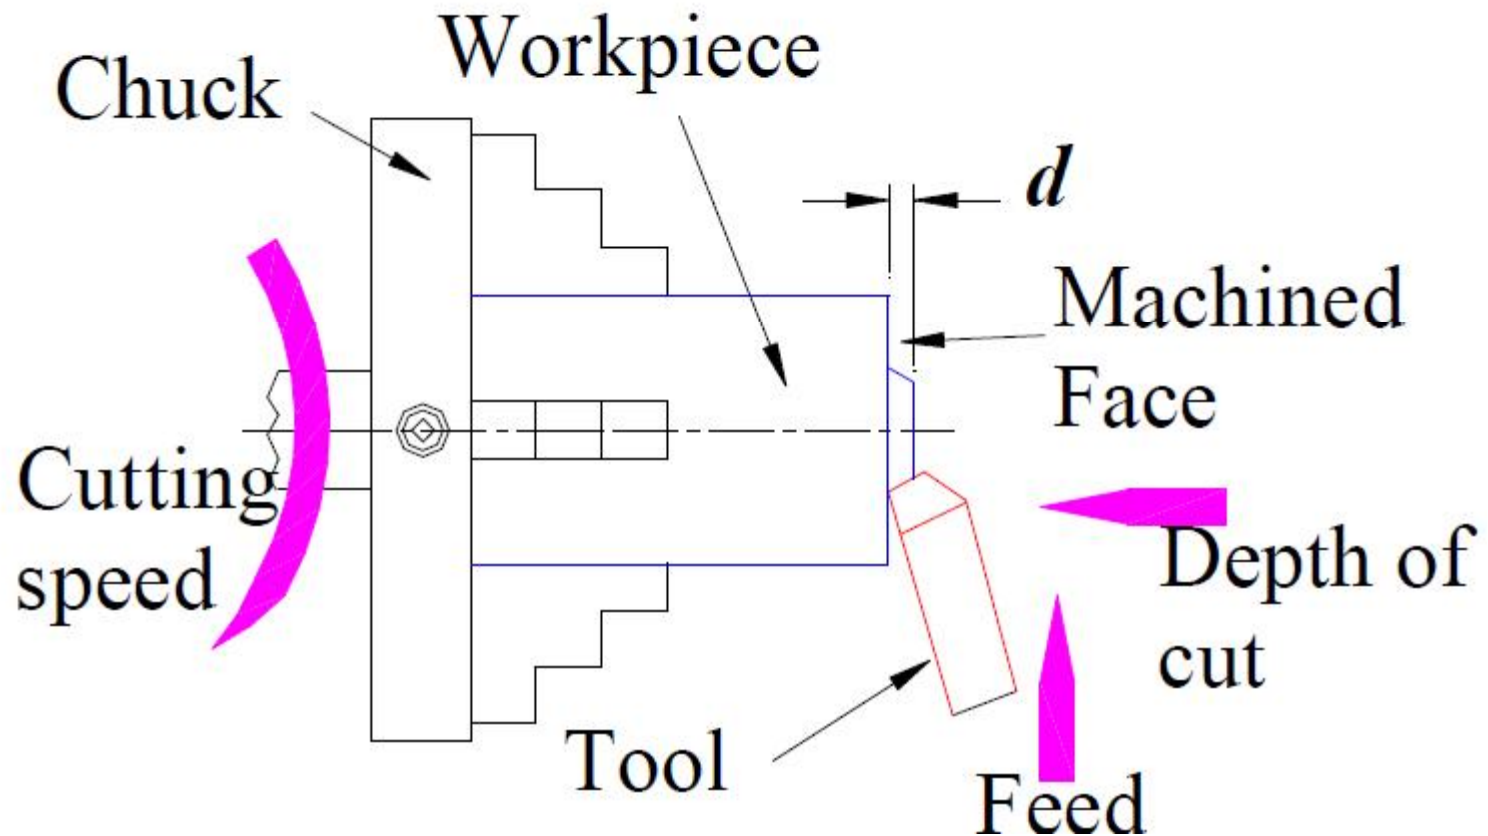 Workpiece
Chuck
d
Machined
Face
Cutting
speed
Depth of
cut
Tool
Feed